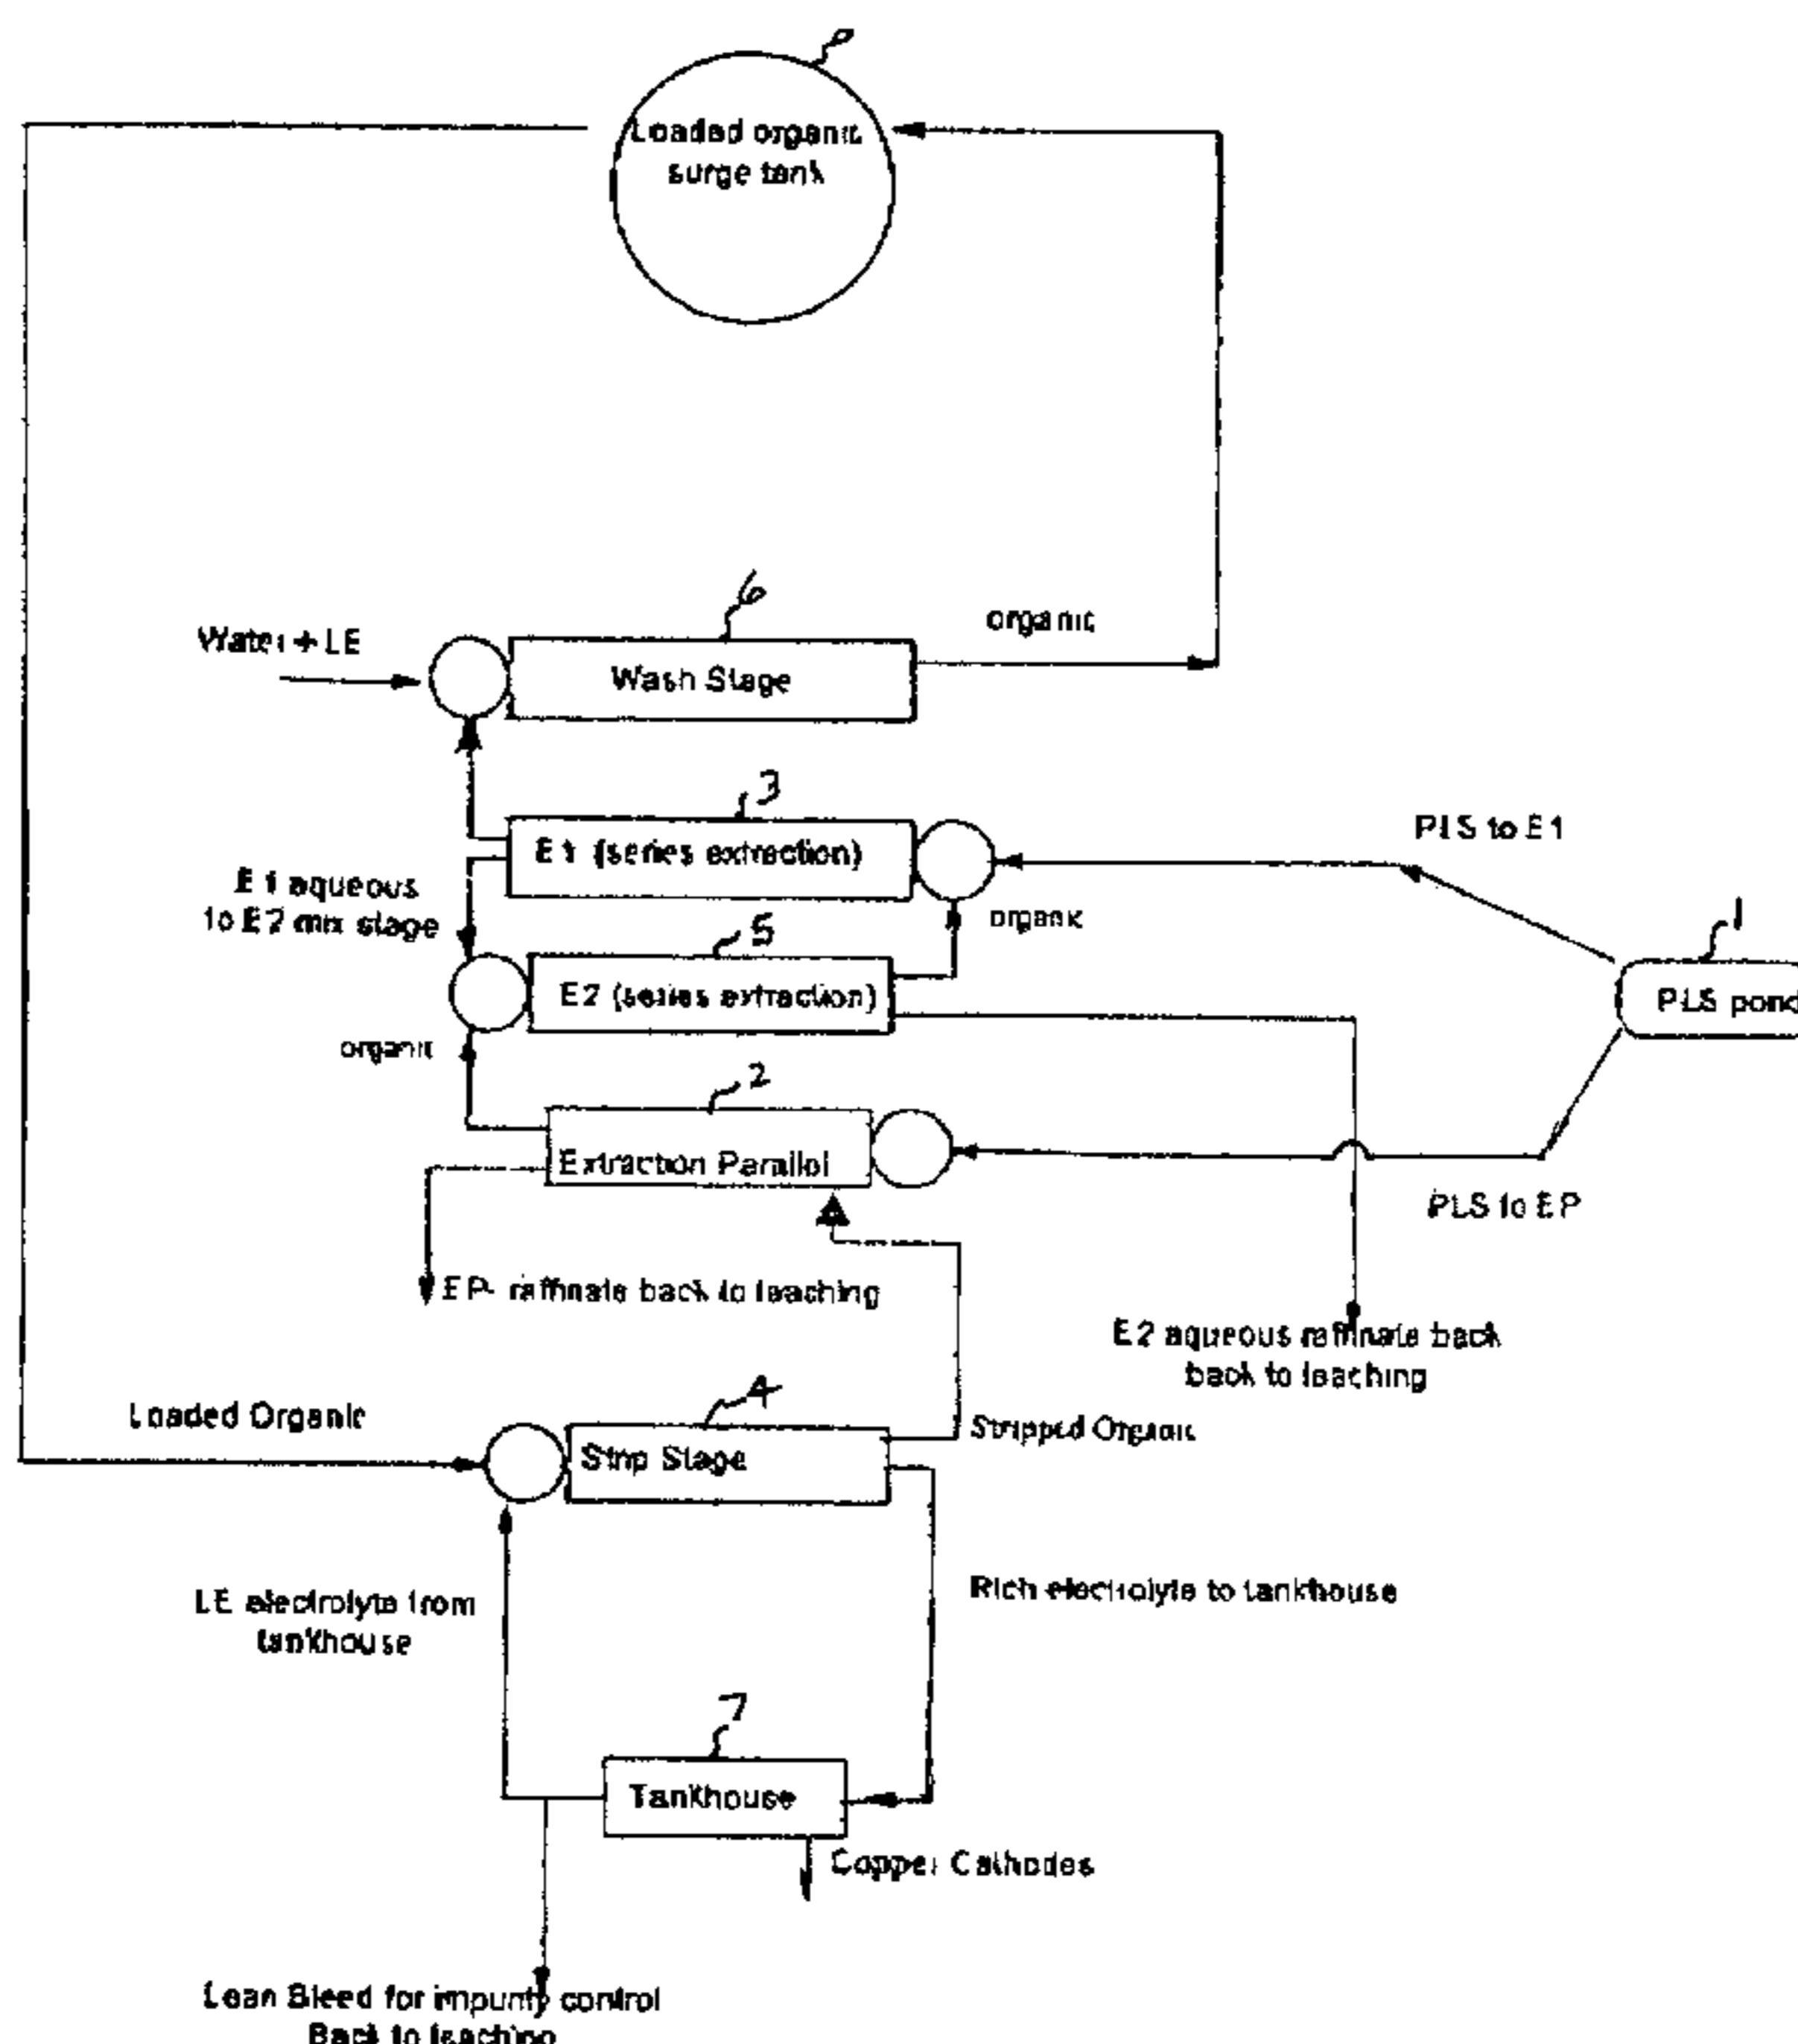 Loaded organic
surge tank
6
Water + LE
organic
Wash Stage
3
E1 (series extraction)
PLS to E1
E1 aqueous
to E2 mix stage
organic
5
1
E2 (series extraction)
PLS pond
organic
2
Extraction Parallel
PLS to EP
EP- raffinate back to leaching
E2 aqueous raffinate back
back to leaching
4
Loaded Organic
Strip Stage
Stripped Organic
LE electrolyte from
tankhouse
Rich electrolyte to tankhouse
7
Tankhouse
Copper Cathodes
Lean Bleed for impurity control
Back to leaching